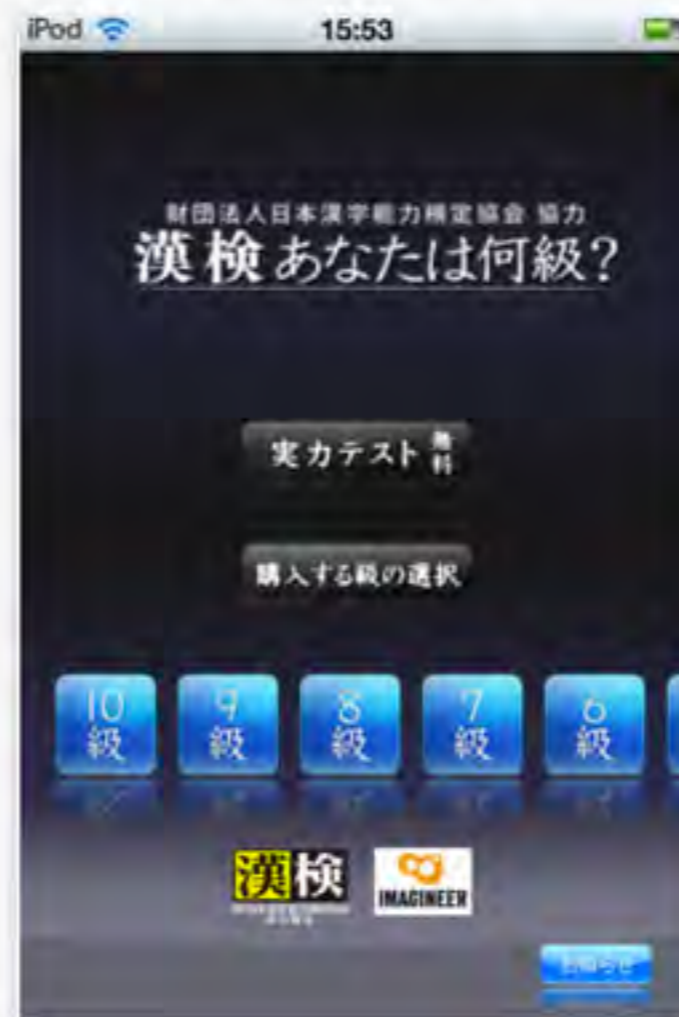 iPod 15:53
財団法人日本漢字能力検定協会 協力
漢検あなたは何級?
実力テスト 無料
購入する級の選択
10級 9級 8級 7級 6級
漢検 IMAGINEER
お知らせ